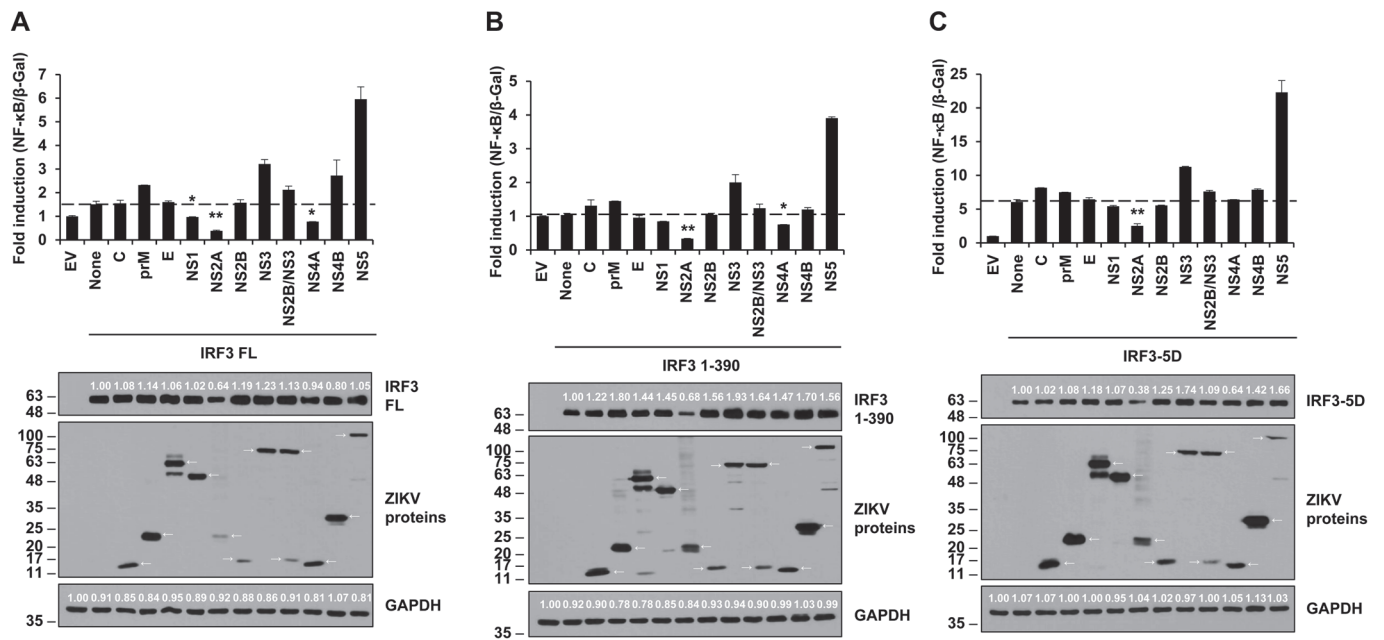 A
Fold induction (NF-κB/β-Gal)
7
6
5
4
3
2
1
0
* ** *
EV None C prM E NS1 NS2A NS2B NS3 NS2B/NS3 NS4A NS4B NS5
IRF3 FL
1.00 1.08 1.14 1.06 1.02 0.64 1.19 1.23 1.13 0.94 0.80 1.05
63
48
IRF3
FL
100
75
63
48
35
25
20
17
11
ZIKV
proteins
1.00 0.91 0.85 0.84 0.95 0.89 0.92 0.88 0.86 0.91 0.81 1.07 0.81
35
GAPDH
B
Fold induction (NF-κB/β-Gal)
5
4
3
2
1
0
** *
EV None C prM E NS1 NS2A NS2B NS3 NS2B/NS3 NS4A NS4B NS5
IRF3 1-390
1.00 1.22 1.80 1.44 1.45 0.68 1.56 1.93 1.64 1.47 1.70 1.56
63
48
IRF3
1-390
100
75
63
48
35
25
20
17
11
ZIKV
proteins
1.00 0.92 0.90 0.78 0.78 0.85 0.84 0.93 0.94 0.90 0.99 1.03 0.99
35
GAPDH
C
Fold induction (NF-κB /β-Gal)
25
20
15
10
5
0
**
EV None C prM E NS1 NS2A NS2B NS3 NS2B/NS3 NS4A NS4B NS5
IRF3-5D
1.00 1.02 1.08 1.18 1.07 0.38 1.25 1.74 1.09 0.64 1.42 1.66
63
48
IRF3-5D
100
75
63
48
35
25
20
17
11
ZIKV
proteins
1.00 1.07 1.07 1.00 1.00 0.95 1.04 1.02 0.97 1.00 1.05 1.13 1.03
35
GAPDH